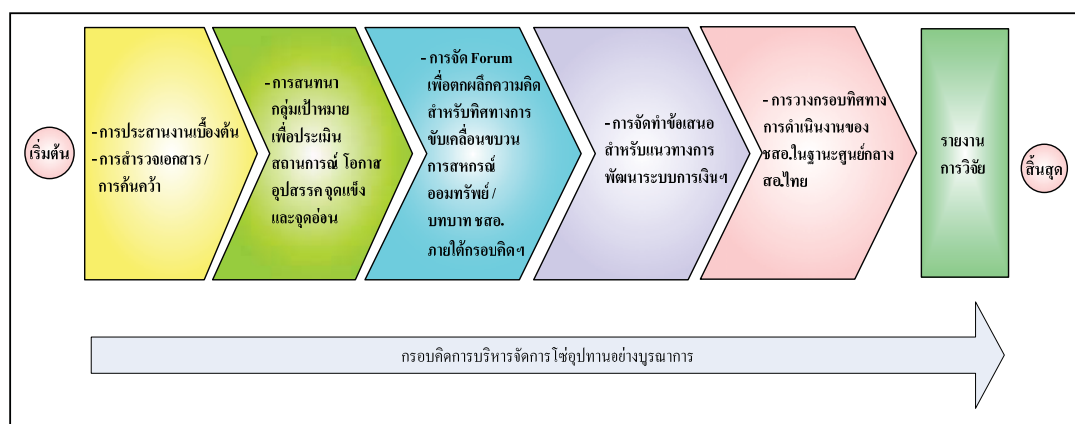 เริ่มต้น
- การประสานงานเบื้องต้น
- การสำรวจเอกสาร /
การค้นคว้า
- การสนทนา
กลุ่มเป้าหมาย
เพื่อประเมิน
สถานการณ์ โอกาส
อุปสรรค จุดแข็ง
และจุดอ่อน
- การจัด Forum
เพื่อตกผลึกความคิด
สำหรับทิศทางการ
ขับเคลื่อนขบวน
การสหกรณ์
ออมทรัพย์ /
บทบาท ชสอ.
ภายใต้กรอบคิดฯ
- การจัดทำข้อเสนอ
สำหรับแนวทางการ
พัฒนาระบบการเงินฯ
- การวางกรอบทิศทาง
การดำเนินงานของ
ชสอ.ในฐานะศูนย์กลาง
สอ.ไทย
รายงาน
การวิจัย
สิ้นสุด
กรอบคิดการบริหารจัดการโซ่อุปทานอย่างบูรณาการ